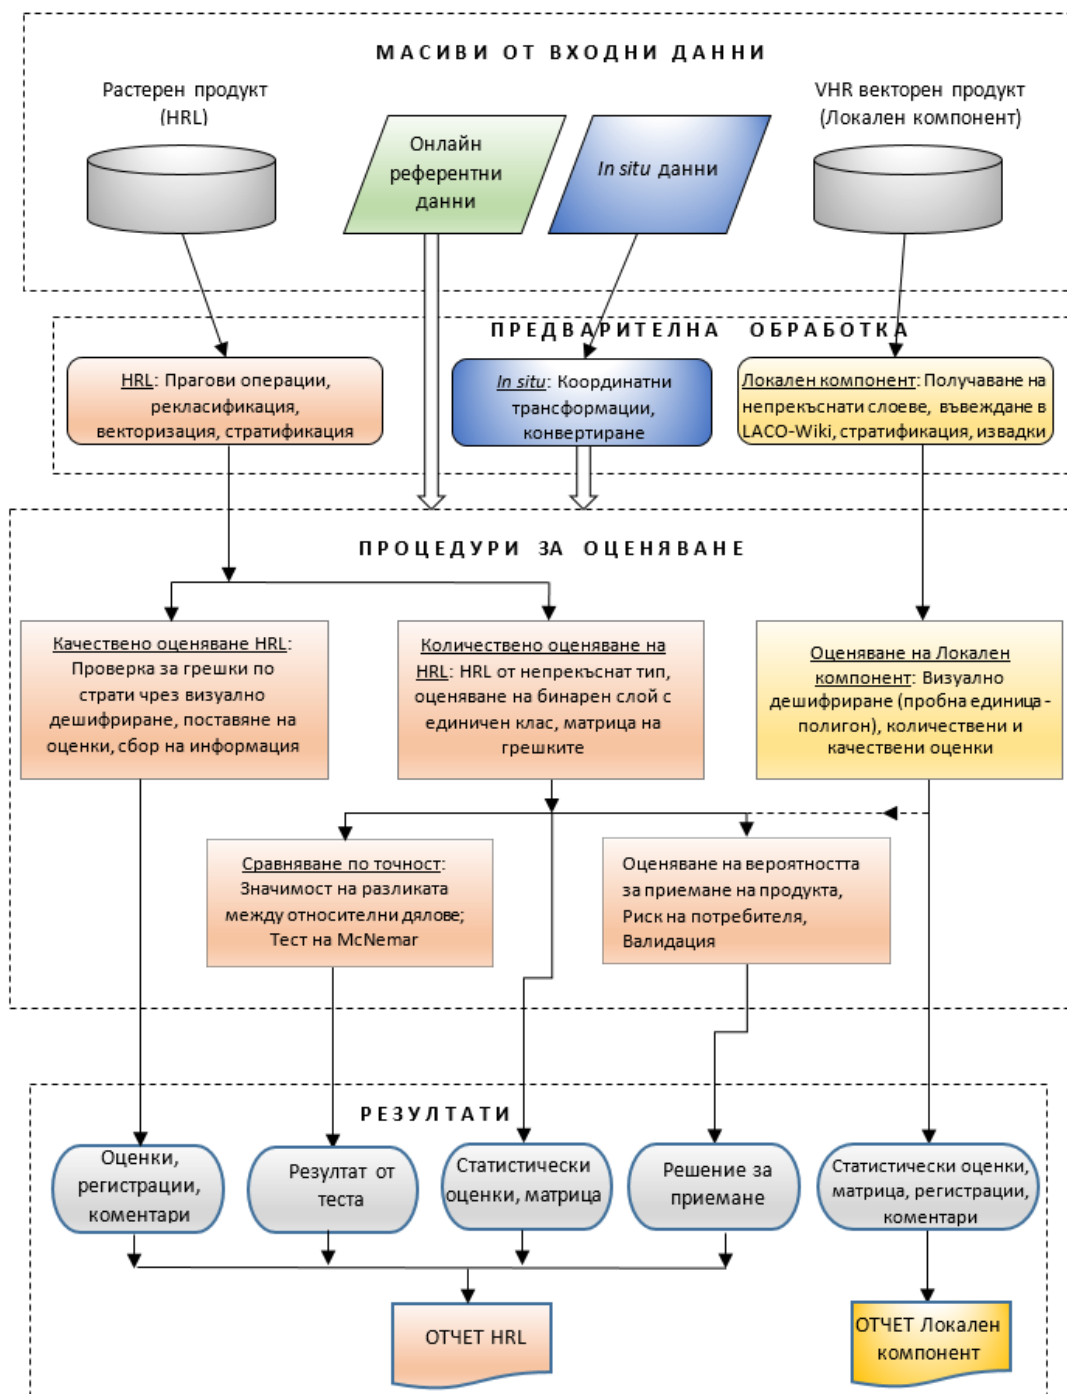 МАСИВИ ОТ ВХОДНИ ДАННИ
Растерен продукт
(HRL)
Онлайн
референтни
данни
In situ данни
VHR векторен продукт
(Локален компонент)
ПРЕДВАРИТЕЛНА ОБРАБОТКА
HRL: Прагови операции,
рекласификация,
векторизация, стратификация
In situ: Координатни
трансформации,
конвертиране
Локален компонент: Получаване на
непрекъснати слоеве, въвеждане в
LACO-Wiki, стратификация, извадки
ПРОЦЕДУРИ ЗА ОЦЕНЯВАНЕ
Качествено оценяване HRL:
Проверка за грешки по
страти чрез визуално
дешифриране, поставяне на
оценки, сбор на информация
Количествено оценяване на
HRL: HRL от непрекъснат тип,
оценяване на бинарен слой с
единичен клас, матрица на
грешките
Оценяване на Локален
компонент: Визуално
дешифриране (пробна единица-
полигон), количествени и
качествени оценки
Сравняване по точност:
Значимост на разликата
между относителни дялове;
Тест на McNemar
Оценяване на вероятността
за приемане на продукта,
Риск на потребителя,
Валидация
РЕЗУЛТАТИ
Оценки,
регистрации,
коментари
Резултат от
теста
Статистически
оценки, матрица
Решение за
приемане
Статистически оценки,
матрица, регистрации,
коментари
ОТЧЕТ HRL
ОТЧЕТ Локален
компонент